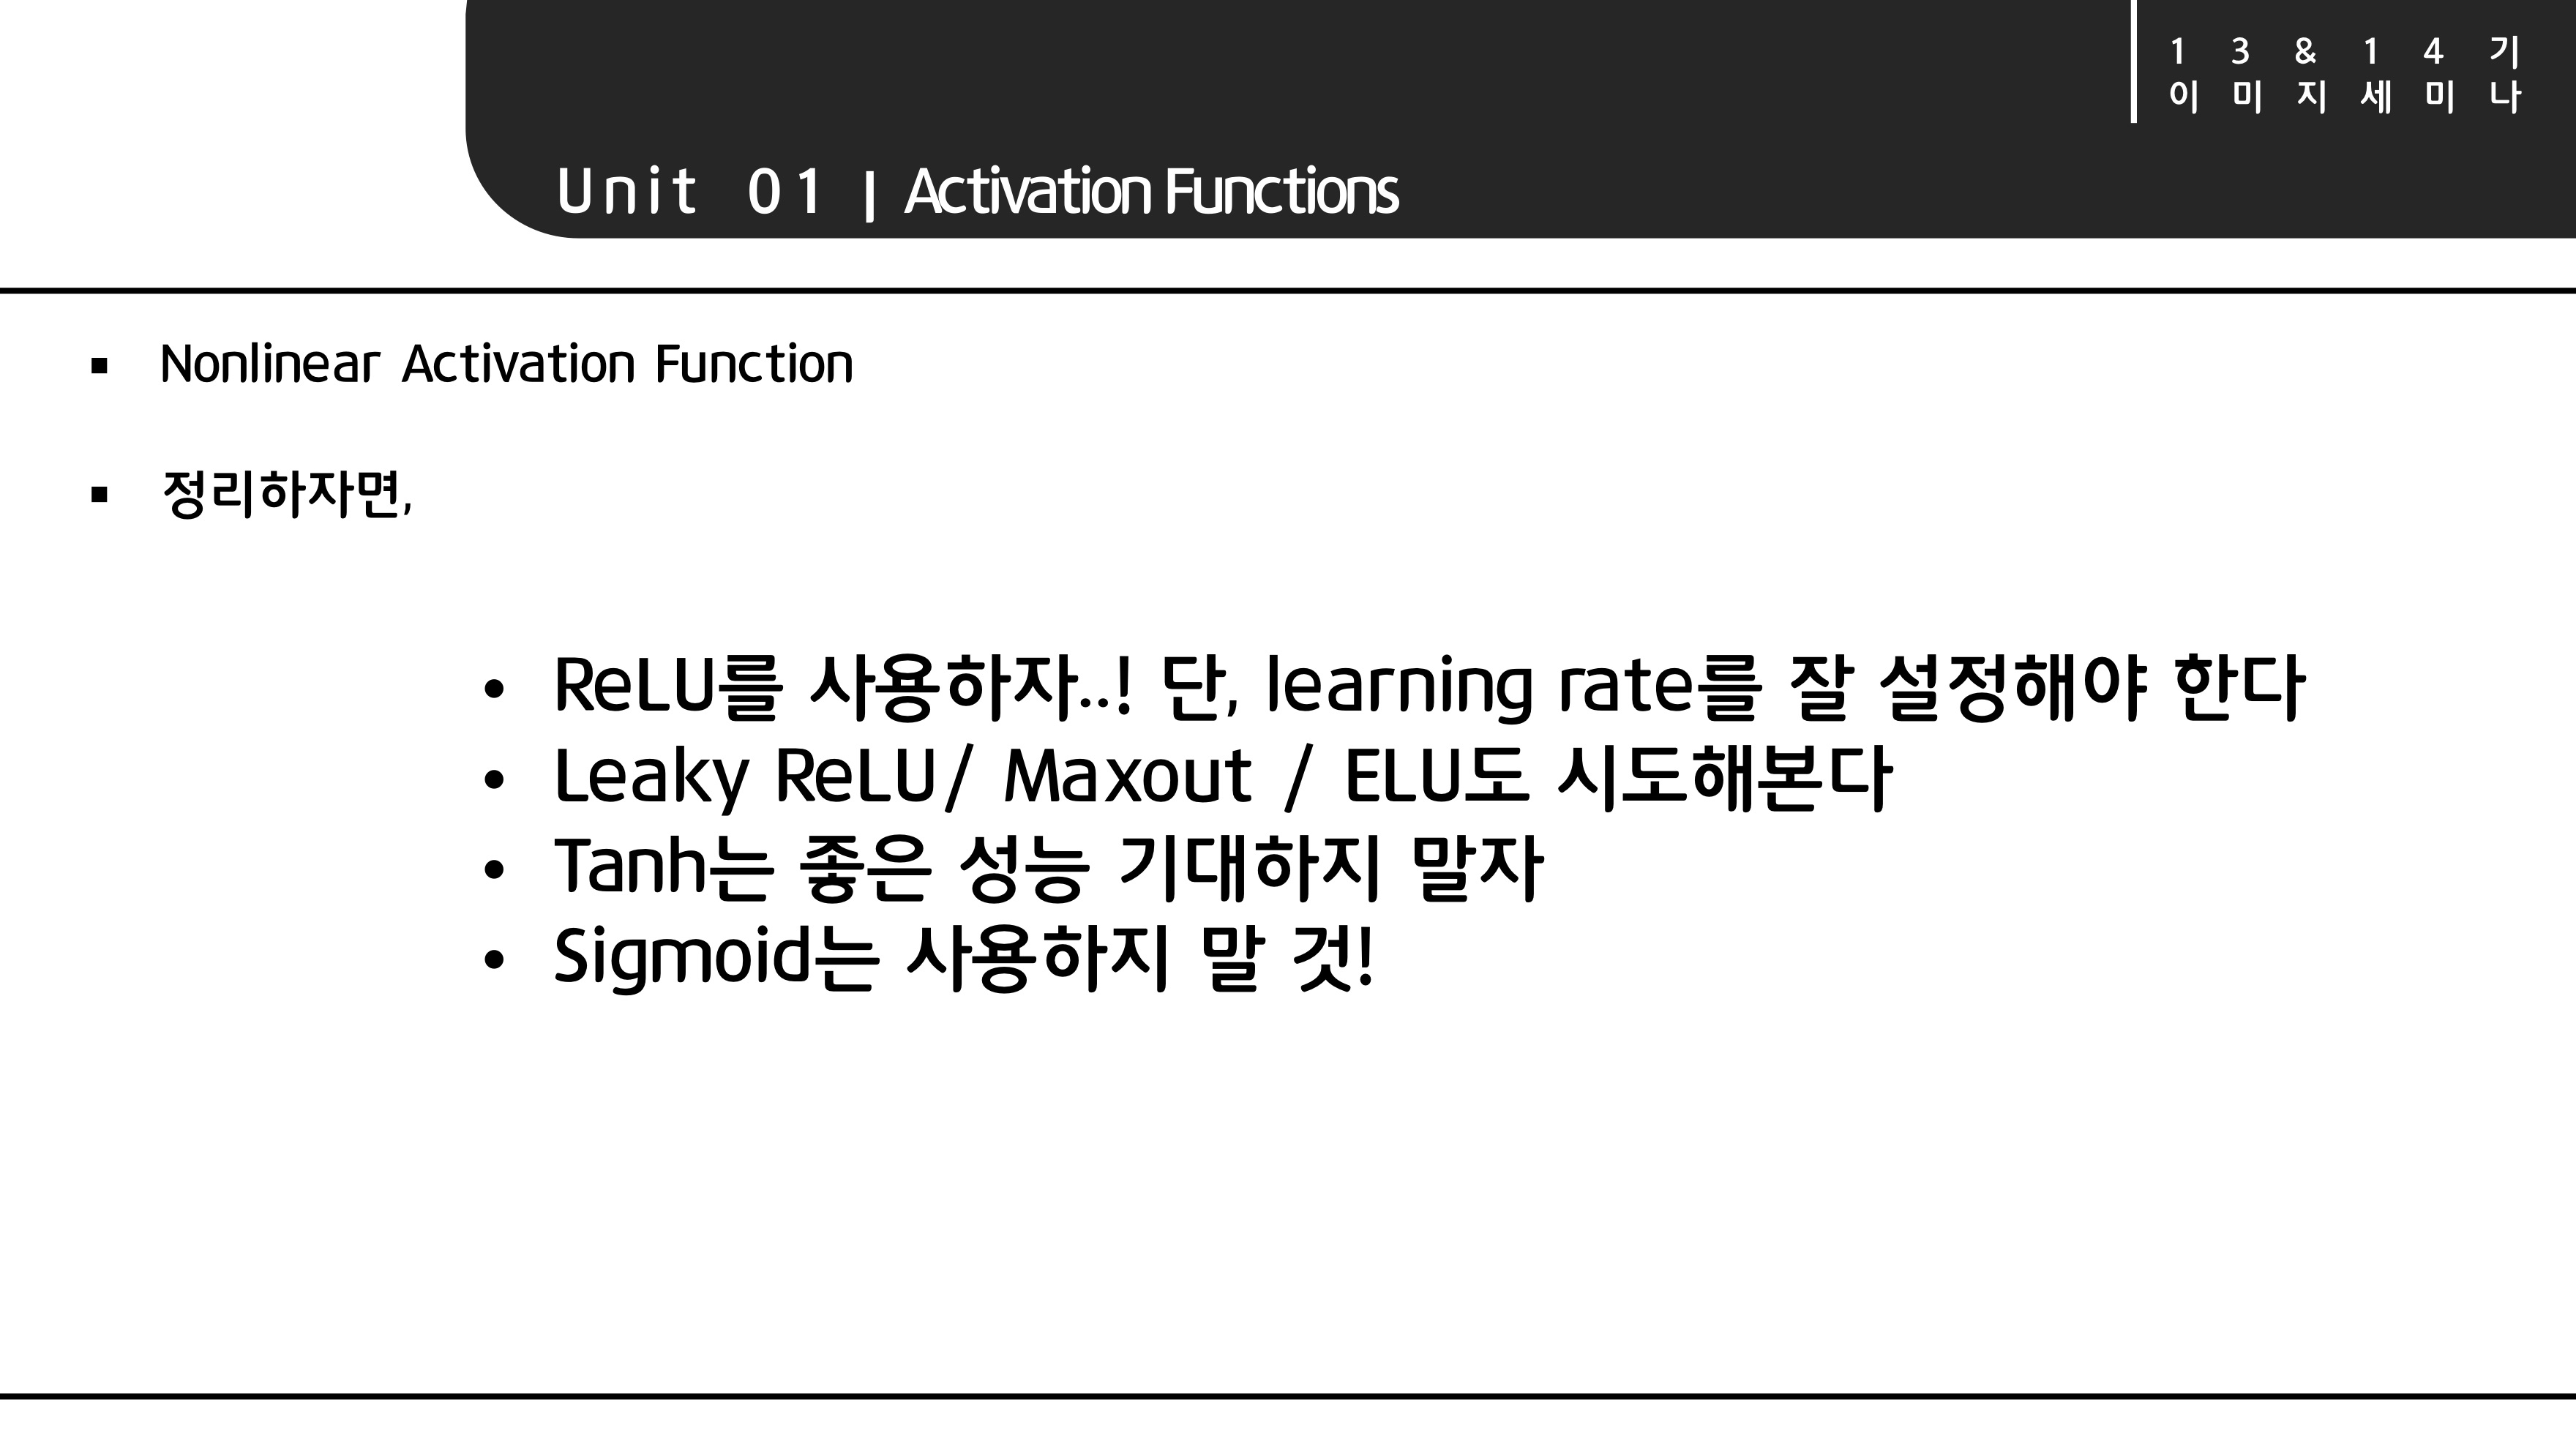 13&14기
이미지세미나
Unit 01 | Activation Functions
▪ Nonlinear Activation Function
▪ 정리하자면,
• ReLU를 사용하자..! 단, learning rate를 잘 설정해야 한다
• Leaky ReLU/ Maxout / ELU도 시도해본다
• Tanh는 좋은 성능 기대하지 말자
• Sigmoid는 사용하지 말 것!